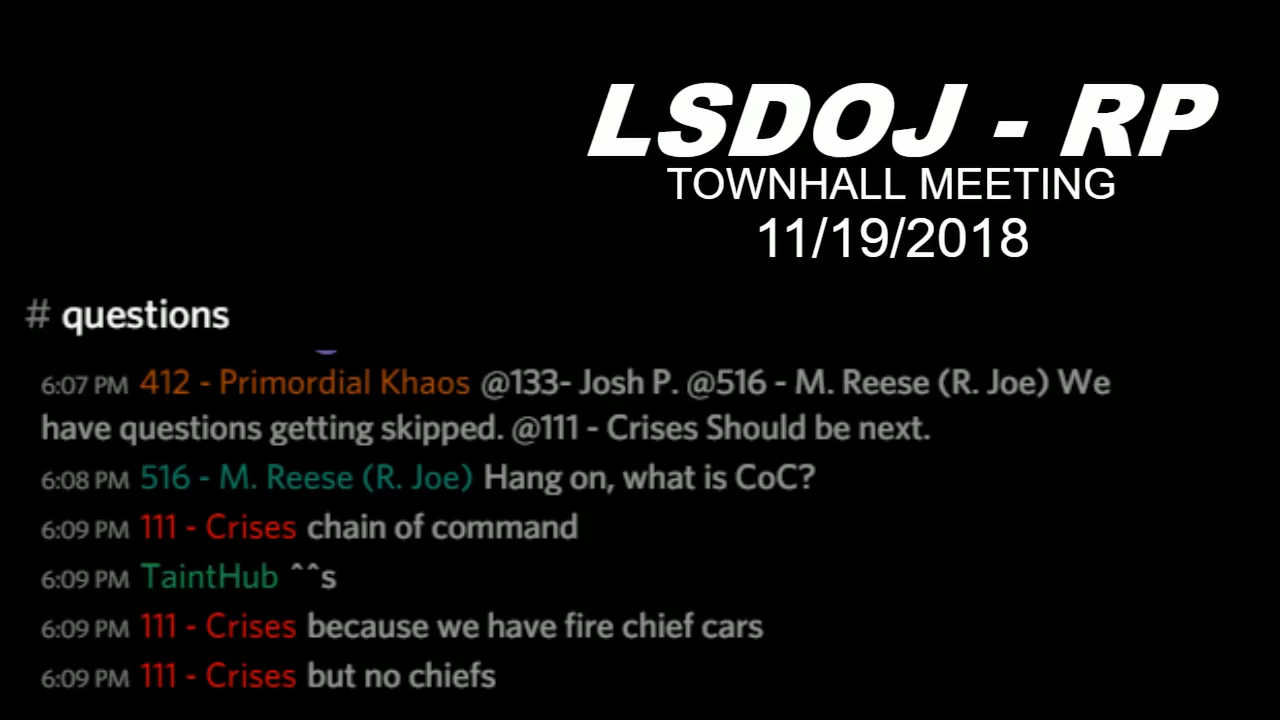 LSDOJ - RP
TOWNHALL MEETING
11/19/2018
# questions
6:07 PM 412 - Primordial Khaos @133- Josh P. @516 - M. Reese (R. Joe) We
have questions getting skipped. @111 - Crises Should be next.
6:08 PM 516 - M. Reese (R. Joe) Hang on, what is CoC?
6:09 PM 111 - Crises chain of command
6:09 PM TaintHub ^^s
6:09 PM 111 - Crises because we have fire chief cars
6:09 PM 111 - Crises but no chiefs